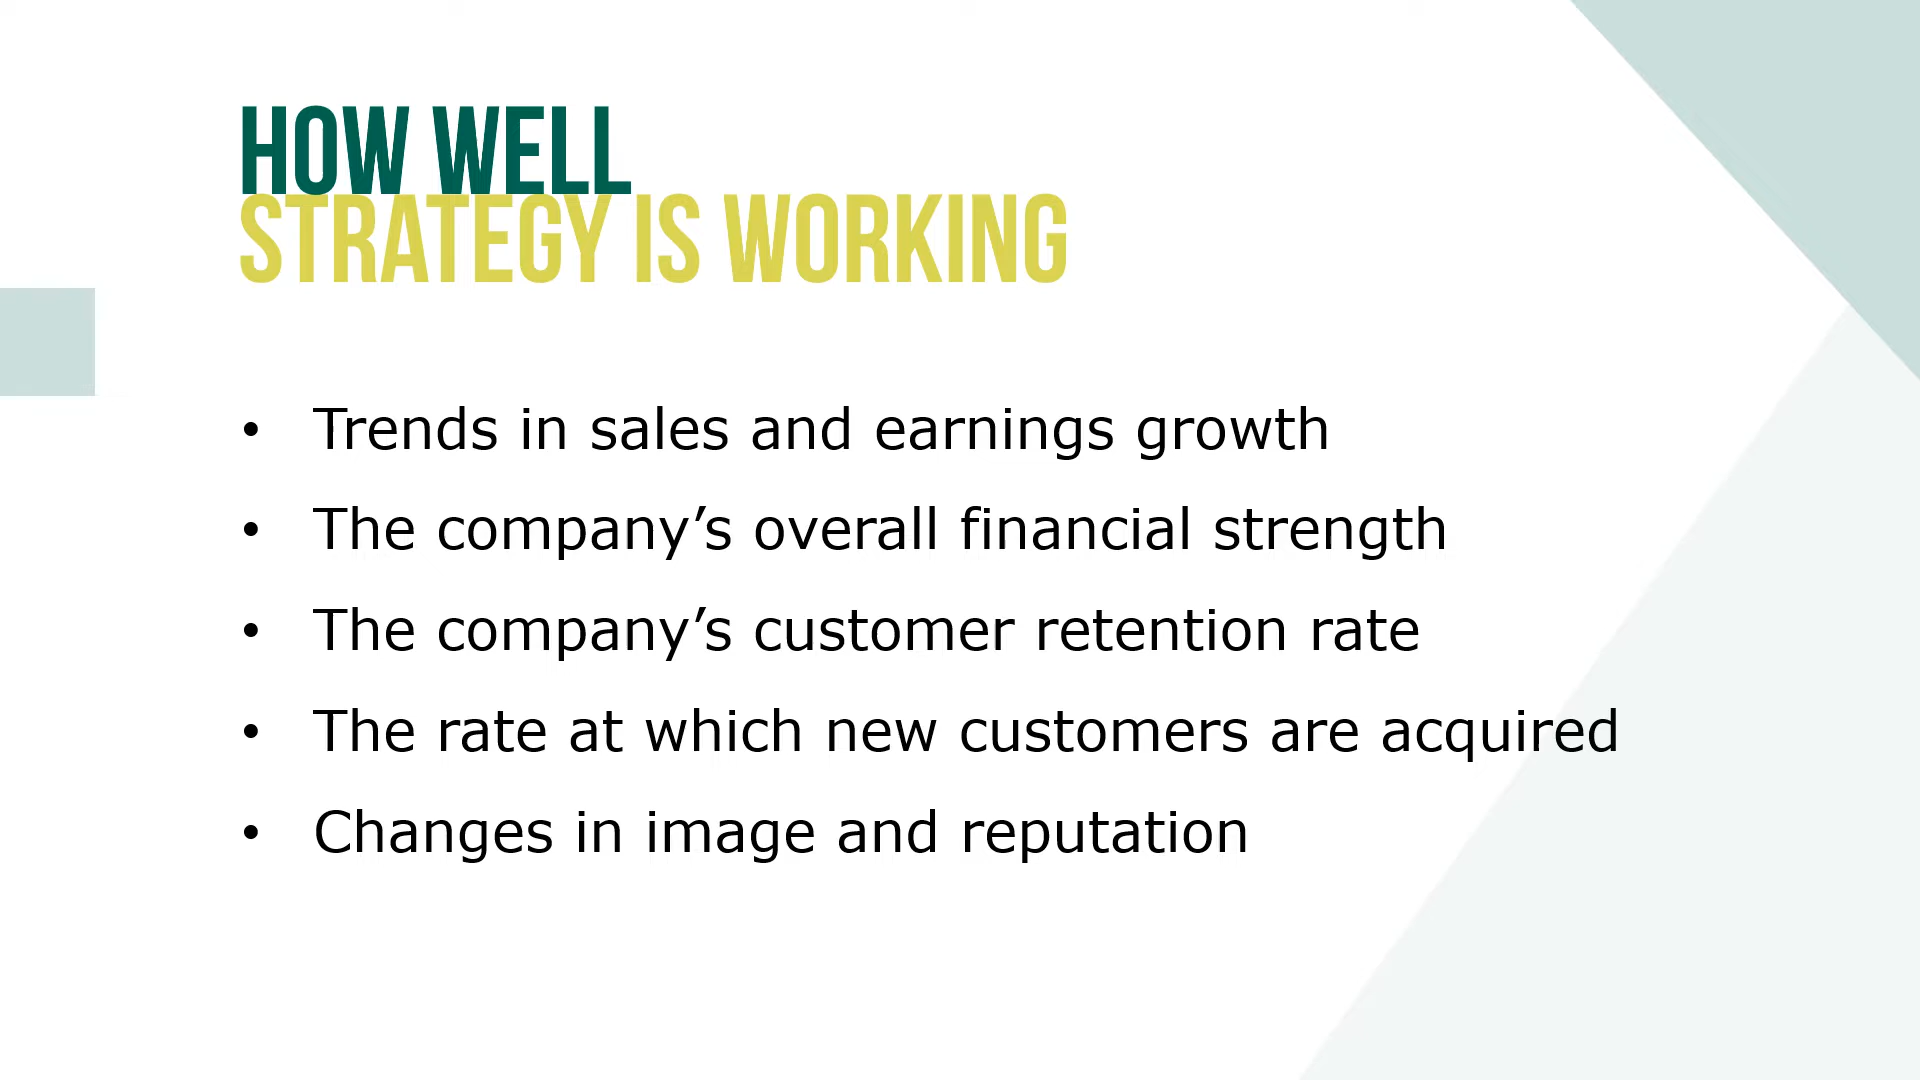 HOW WELL
STRATEGY IS WORKING
• Trends in sales and earnings growth
• The company’s overall financial strength
• The company’s customer retention rate
• The rate at which new customers are acquired
• Changes in image and reputation